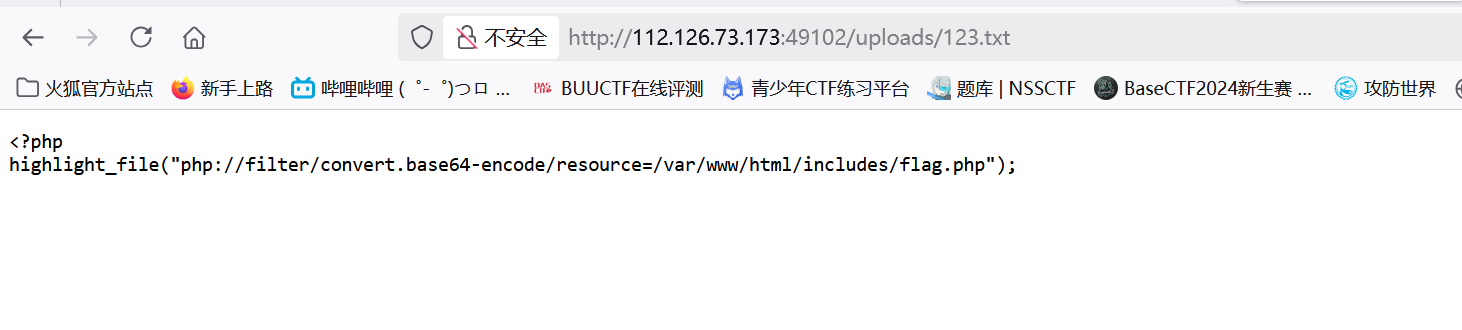 不安全 http://112.126.73.173:49102/uploads/123.txt
火狐官方站点 新手上路 哔哩哔哩 (゜-゜)つロ ... BUUCTF在线评测 青少年CTF练习平台 题库 | NSSCTF BaseCTF2024新生赛 ... 攻防世界
<?php
highlight_file("php://filter/convert.base64-encode/resource=/var/www/html/includes/flag.php");